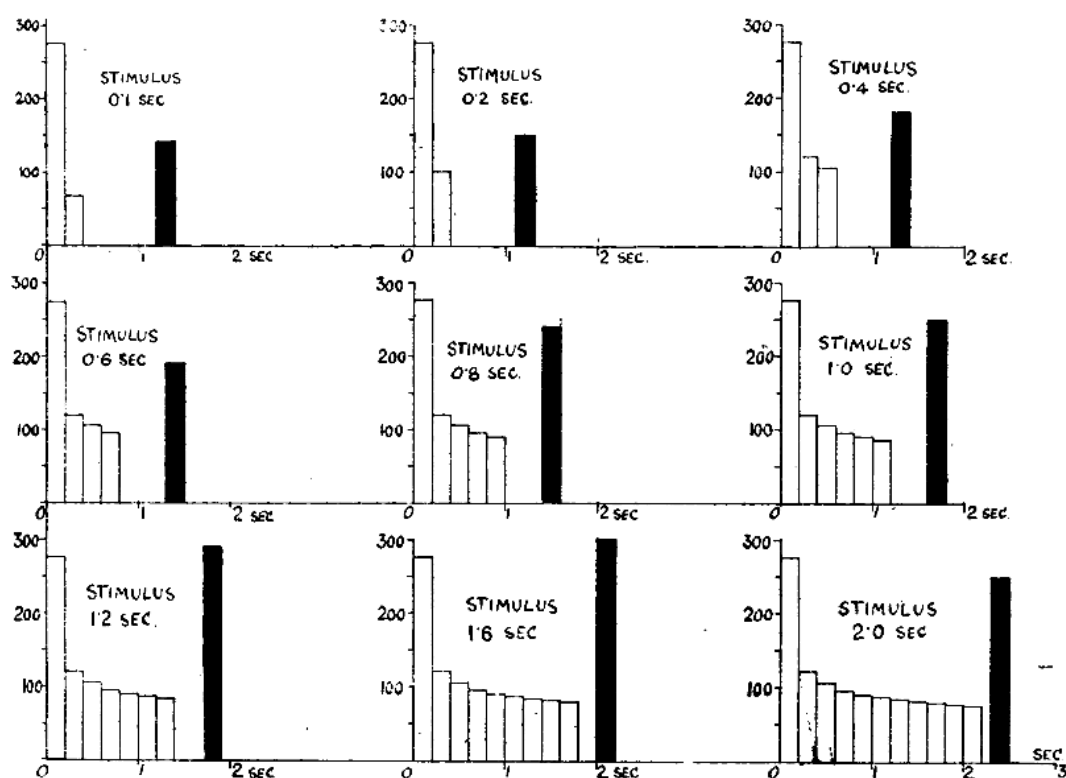 300
200
100
0
STIMULUS
0·1 SEC
1
2 SEC
300
200
100
0
STIMULUS
0·2 SEC.
1
2 SEC.
300
200
100
0
STIMULUS
0·4 SEC.
1
2 SEC.
300
200
100
0
STIMULUS
0·6 SEC
1
2 SEC
300
200
100
0
STIMULUS
0·8 SEC.
1
2 SEC
300
200
100
0
STIMULUS
1·0 SEC.
1
2 SEC.
300
200
100
0
STIMULUS
1·2 SEC.
1
2 SEC
300
200
100
0
STIMULUS
1·6 SEC
1
2 SEC
300
200
100
0
STIMULUS
2·0 SEC
1
2
SEC
3